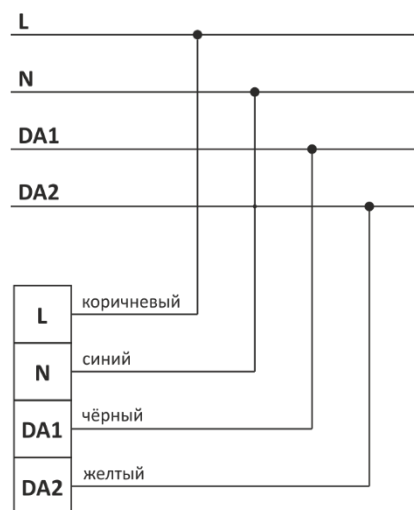 L
N
DA1
DA2
L коричневый
N синий
DA1 чёрный
DA2 желтый